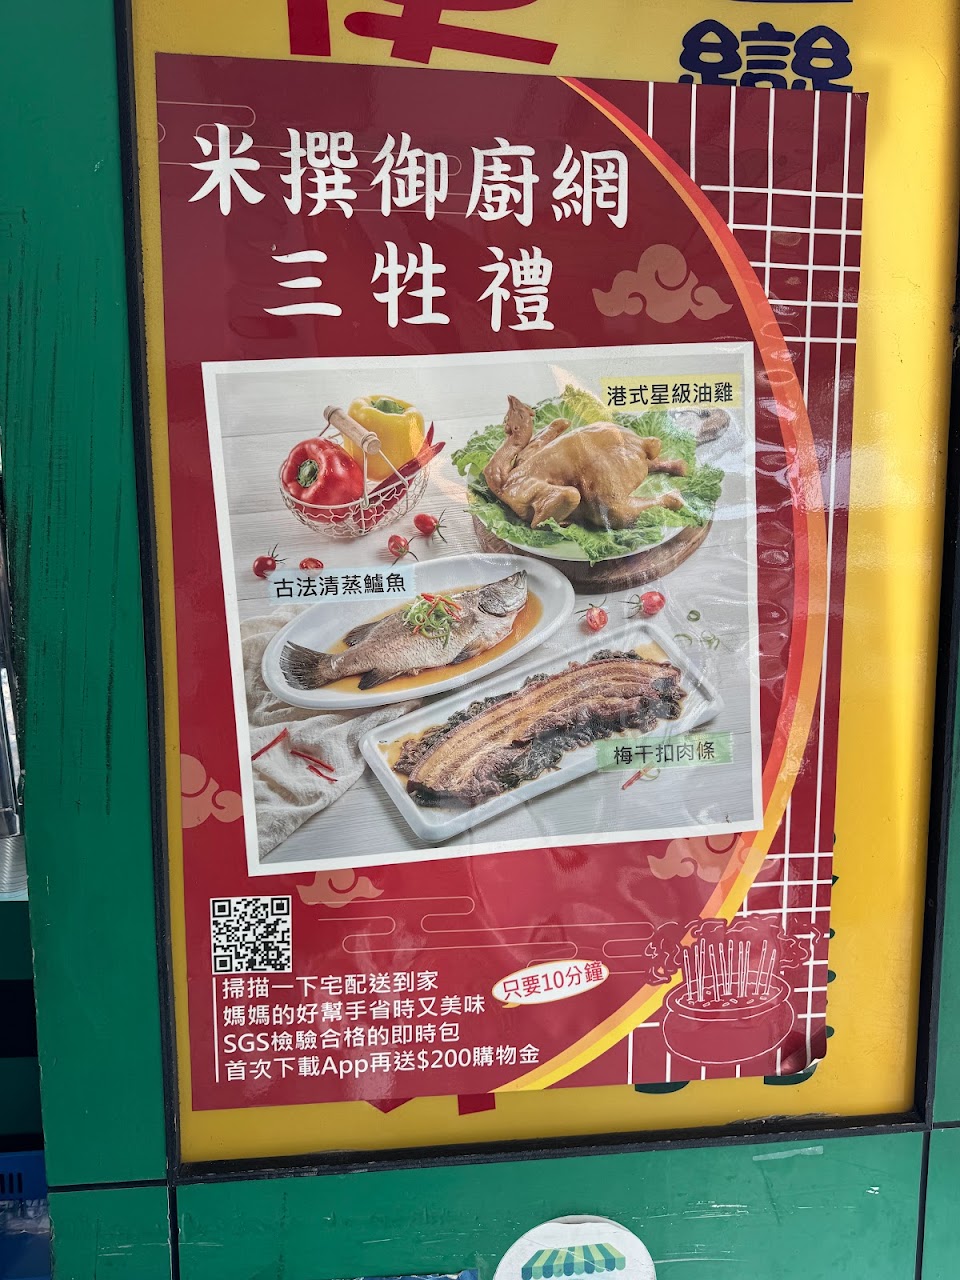 便
變
米撰御廚網
三牲禮
港式星級油雞
古法清蒸鱸魚
梅干扣肉條
只要10分鐘
掃描一下宅配送到家
媽媽的好幫手省時又美味
SGS檢驗合格的即時包
首次下載App再送$200購物金